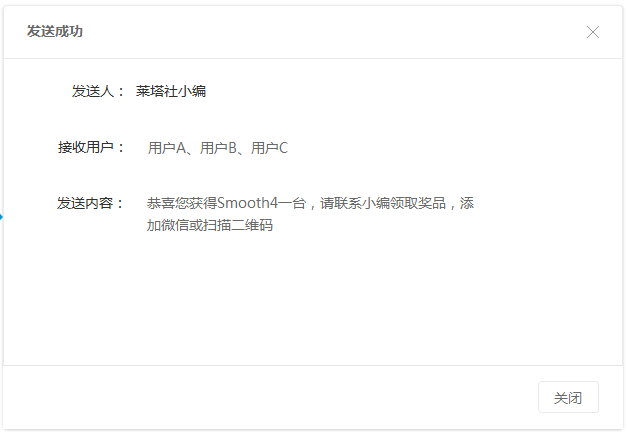 发送成功
发送人： 莱塔社小编
接收用户： 用户A、用户B、用户C
发送内容： 恭喜您获得Smooth4一台，请联系小编领取奖品，添
加微信或扫描二维码
关闭